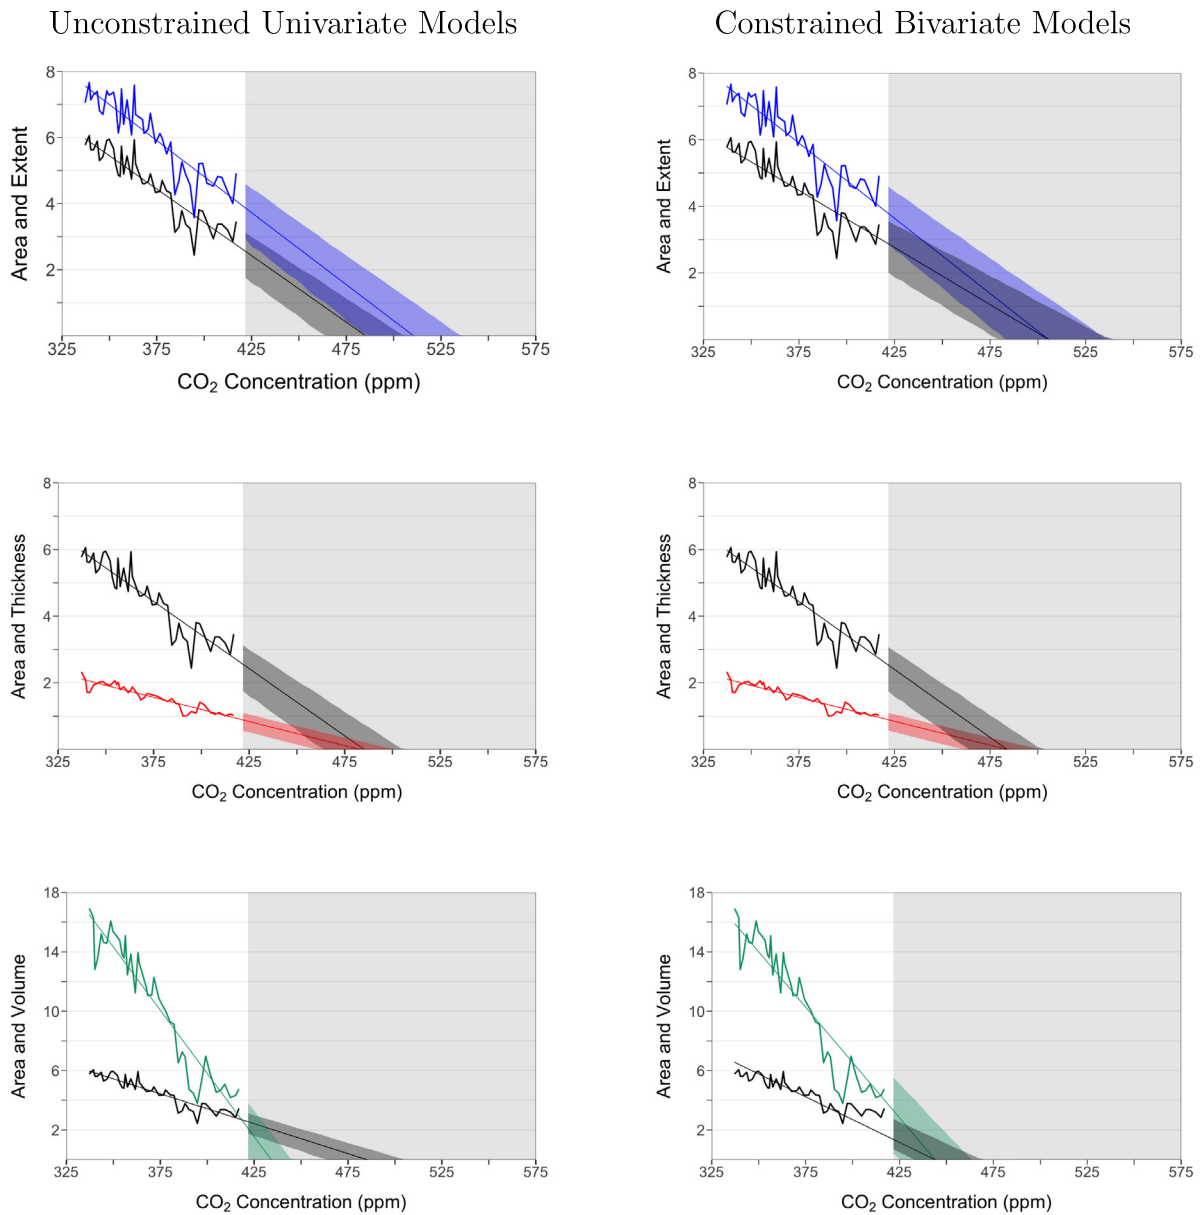 Unconstrained Univariate Models
Constrained Bivariate Models
Area and Extent
8
6
4
2
325 375 425 475 525 575
CO₂ Concentration (ppm)
Area and Extent
8
6
4
2
325 375 425 475 525 575
CO₂ Concentration (ppm)
Area and Thickness
8
6
4
2
325 375 425 475 525 575
CO₂ Concentration (ppm)
Area and Thickness
8
6
4
2
325 375 425 475 525 575
CO₂ Concentration (ppm)
Area and Volume
18
14
10
6
2
325 375 425 475 525 575
CO₂ Concentration (ppm)
Area and Volume
18
14
10
6
2
325 375 425 475 525 575
CO₂ Concentration (ppm)